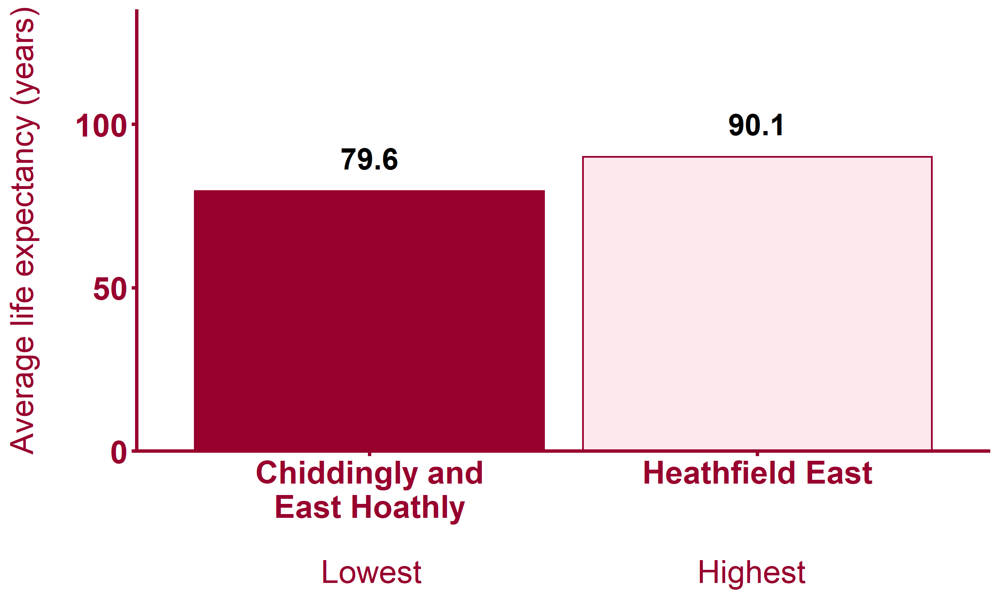 Average life expectancy (years)
100
50
0
79.6
90.1
Chiddingly and
East Hoathly
Heathfield East
Lowest
Highest